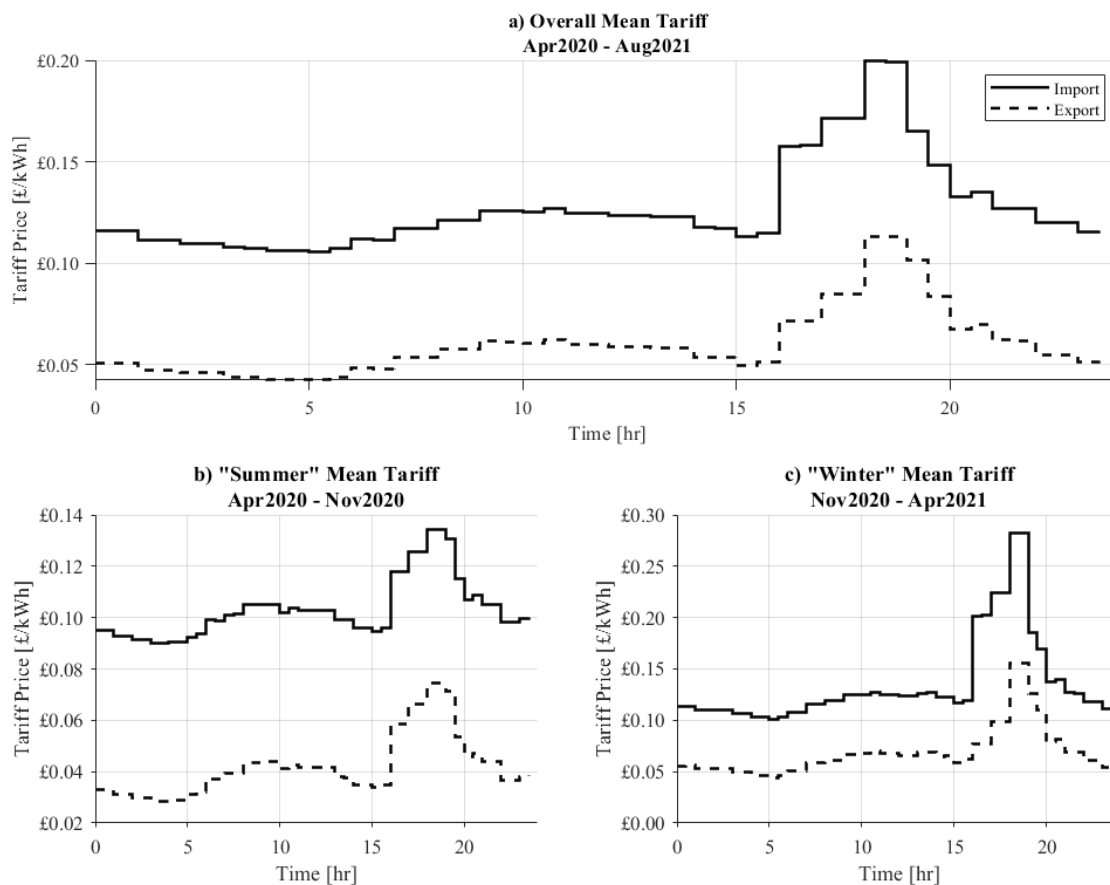 a) Overall Mean Tariff
Apr2020 - Aug2021
£0.20
£0.15
£0.10
£0.05
Tariff Price [£/kWh]
Import
Export
0 5 10 15 20
Time [hr]
b) "Summer" Mean Tariff
Apr2020 - Nov2020
£0.14
£0.12
£0.10
£0.08
£0.06
£0.04
£0.02
Tariff Price [£/kWh]
0 5 10 15 20
Time [hr]
c) "Winter" Mean Tariff
Nov2020 - Apr2021
£0.30
£0.25
£0.20
£0.15
£0.10
£0.05
£0.00
Tariff Price [£/kWh]
0 5 10 15 20
Time [hr]